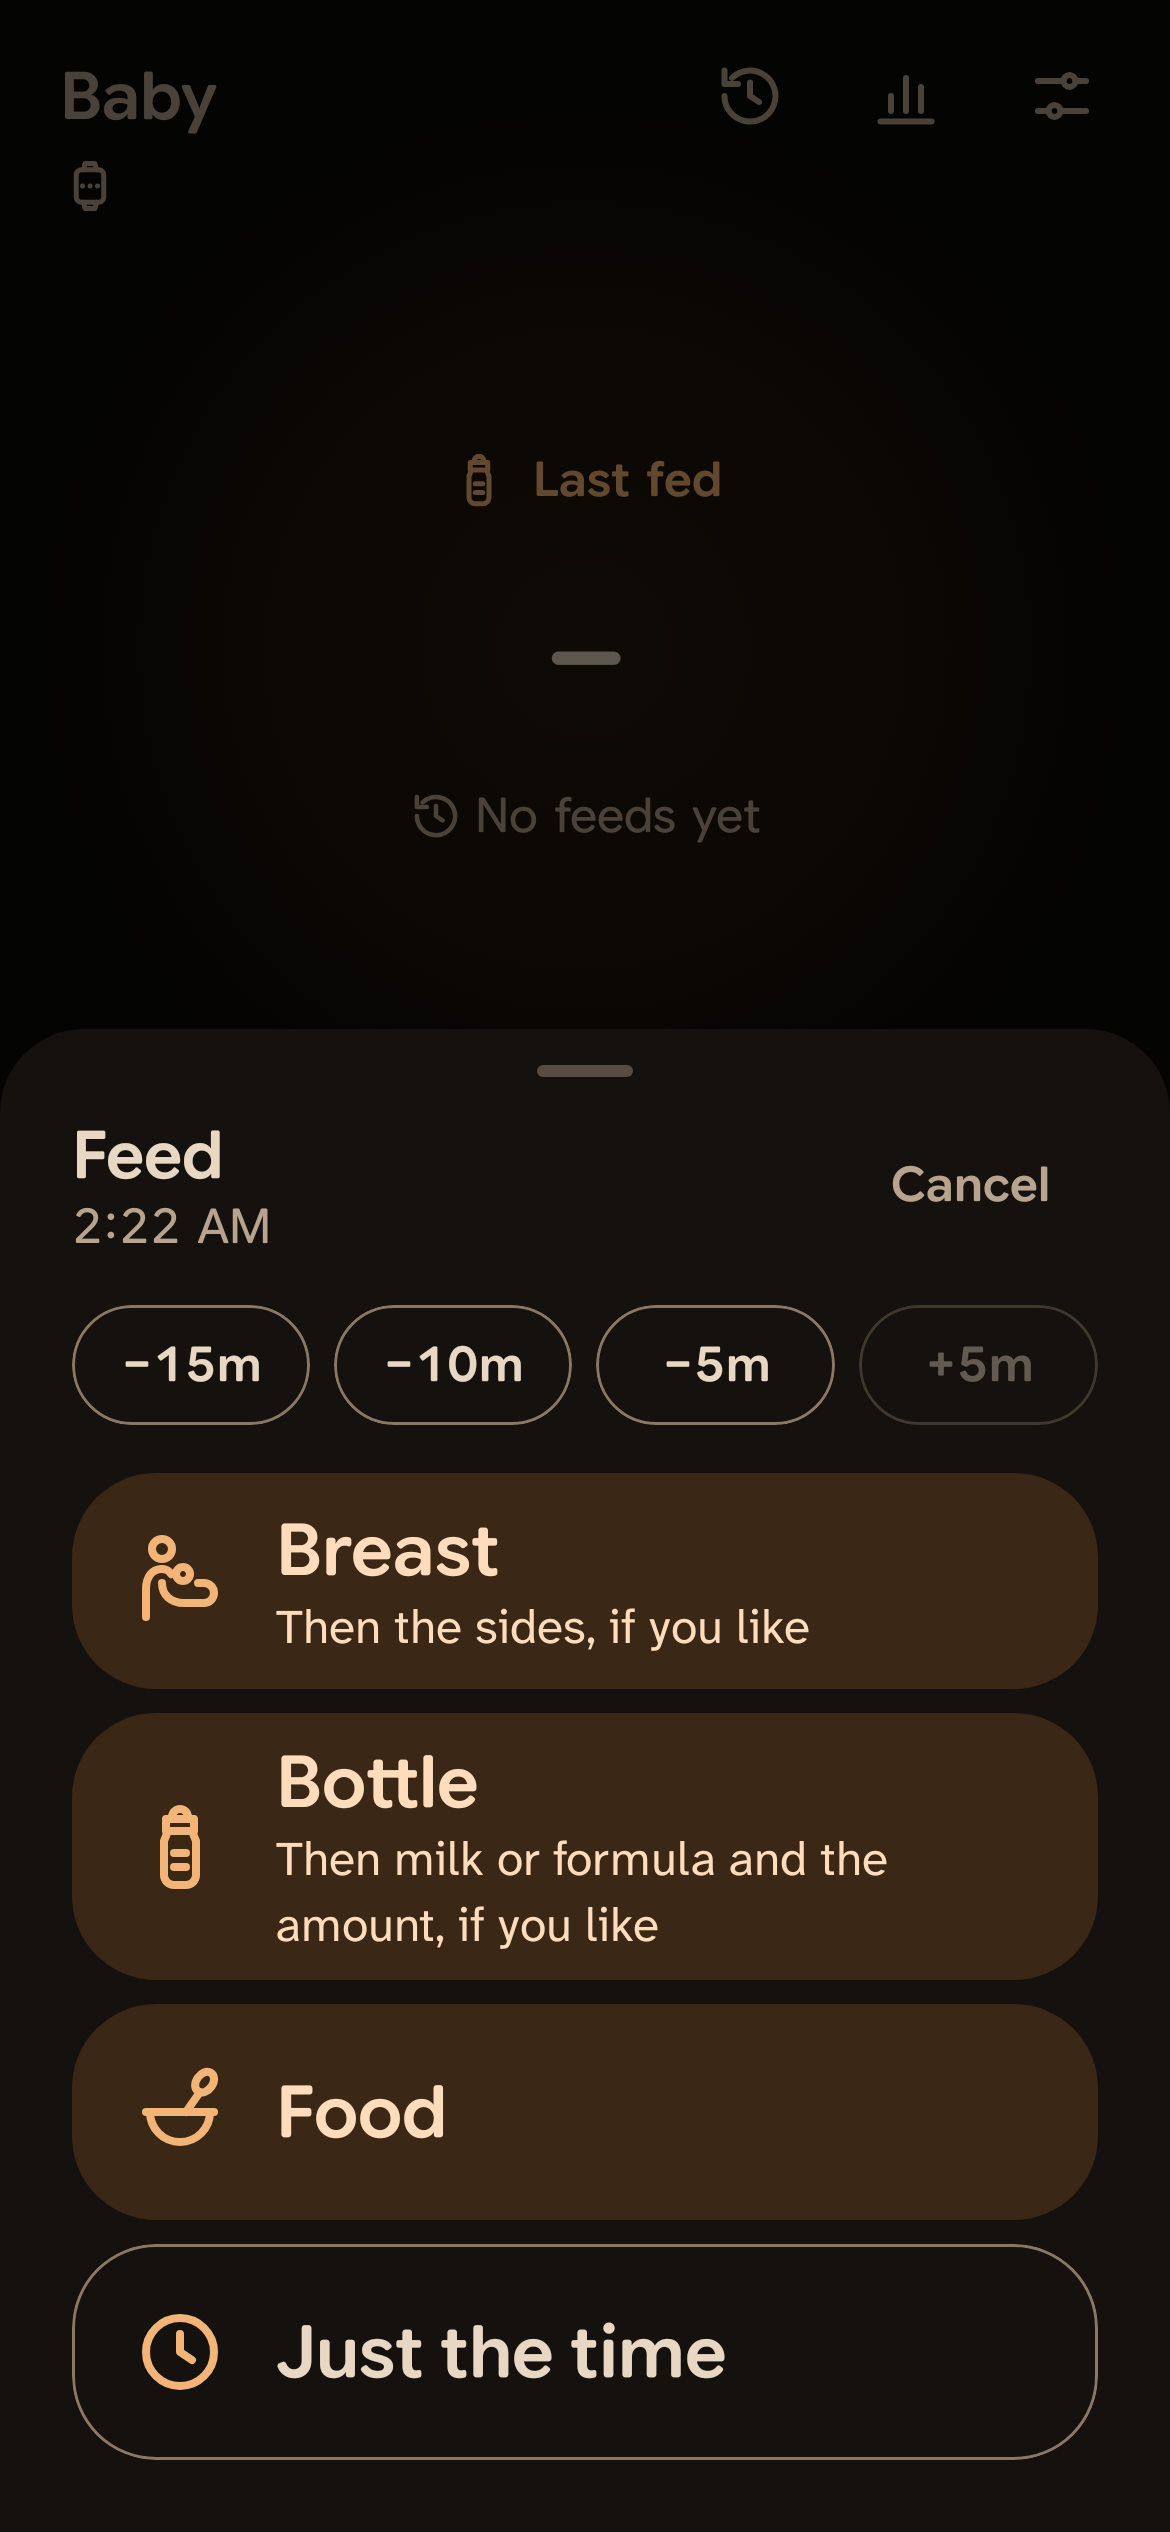 Baby
Last fed
–
No feeds yet
Feed
Cancel
2:22 AM
−15m
−10m
−5m
+5m
Breast
Then the sides, if you like
Bottle
Then milk or formula and the
amount, if you like
Food
Just the time